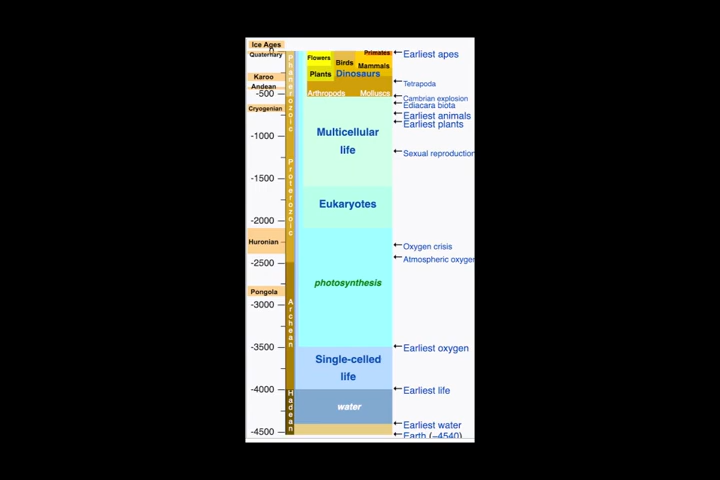 Ice Ages
0
Quaternary
Flowers
Birds
Primates
Earliest apes
Mammals
Karoo
Plants
Dinosaurs
Andean
Tetrapoda
-500
Arthropods
Molluscs
Cambrian explosion
Ediacara biota
Cryogenian
Earliest animals
Earliest plants
Phanerozoic
-1000
Multicellular
life
Sexual reproduction
-1500
Proterozoic
Eukaryotes
-2000
Huronian
Oxygen crisis
Atmospheric oxygen
-2500
photosynthesis
Pongola
-3000
Archean
-3500
Earliest oxygen
Single-celled
life
-4000
Earliest life
Hadean
water
Earliest water
-4500
Earth (−4540)